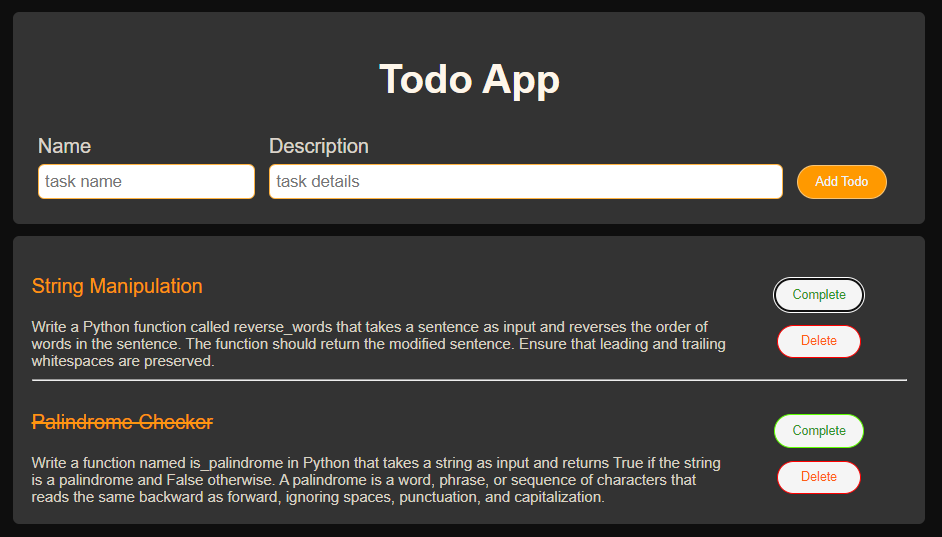 Todo App
Name
Description
task name
task details
Add Todo
String Manipulation
Complete
Write a Python function called reverse_words that takes a sentence as input and reverses the order of
words in the sentence. The function should return the modified sentence. Ensure that leading and trailing
whitespaces are preserved.
Delete
Palindrome Checker
Complete
Write a function named is_palindrome in Python that takes a string as input and returns True if the string
is a palindrome and False otherwise. A palindrome is a word, phrase, or sequence of characters that
reads the same backward as forward, ignoring spaces, punctuation, and capitalization.
Delete